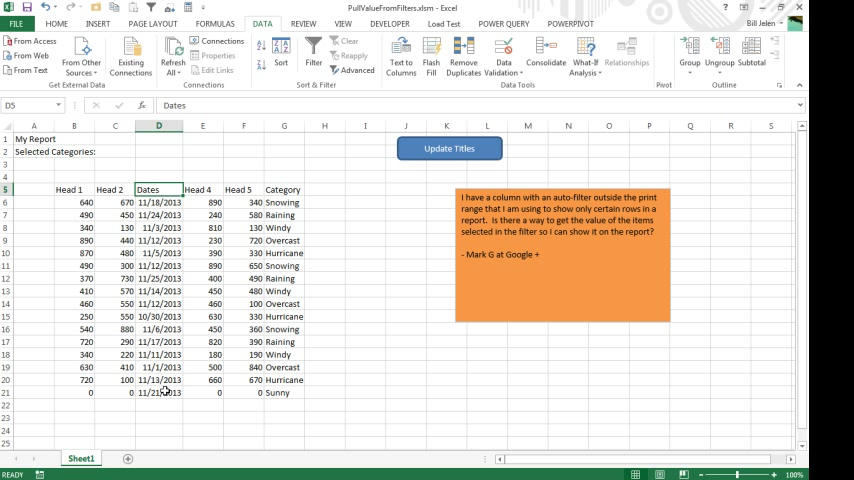 PullValueFromFilters.xlsm - Excel
FILE HOME INSERT PAGE LAYOUT FORMULAS DATA REVIEW VIEW DEVELOPER Load Test POWER QUERY POWERPIVOT Bill Jelen
From Access
From Web
From Text
From Other Sources
Existing Connections
Get External Data
Refresh All
Connections
Properties
Edit Links
Connections
Sort
Filter
Clear
Reapply
Advanced
Sort & Filter
Text to Columns
Flash Fill
Remove Duplicates
Data Validation
Consolidate
What-If Analysis
Relationships
Data Tools
Pivot
Group
Ungroup
Subtotal
Outline
D5 fx Dates
A B C D E F G H I J K L M N O P Q R S
1 My Report
2 Selected Categories:
Update Titles
3
4
5 Head 1 Head 2 Dates Head 4 Head 5 Category
6 640 670 11/18/2013 890 340 Snowing
7 490 450 11/24/2013 240 580 Raining
8 340 130 11/3/2013 810 130 Windy
9 890 440 11/12/2013 230 720 Overcast
10 870 480 11/5/2013 390 330 Hurricane
11 490 300 11/12/2013 890 650 Snowing
12 370 730 11/25/2013 400 490 Raining
13 410 570 11/14/2013 450 480 Windy
14 460 550 11/12/2013 460 100 Overcast
15 250 550 10/30/2013 630 330 Hurricane
16 540 880 11/6/2013 450 360 Snowing
17 720 290 11/17/2013 820 390 Raining
18 340 220 11/11/2013 180 190 Windy
19 630 410 11/1/2013 500 840 Overcast
20 720 100 11/13/2013 660 670 Hurricane
21 0 0 11/21/2013 0 0 Sunny
22
23
24
25
I have a column with an auto-filter outside the print
range that I am using to show only certain rows in a
report. Is there a way to get the value of the items
selected in the filter so I can show it on the report?
- Mark G at Google +
Sheet1
READY 100%